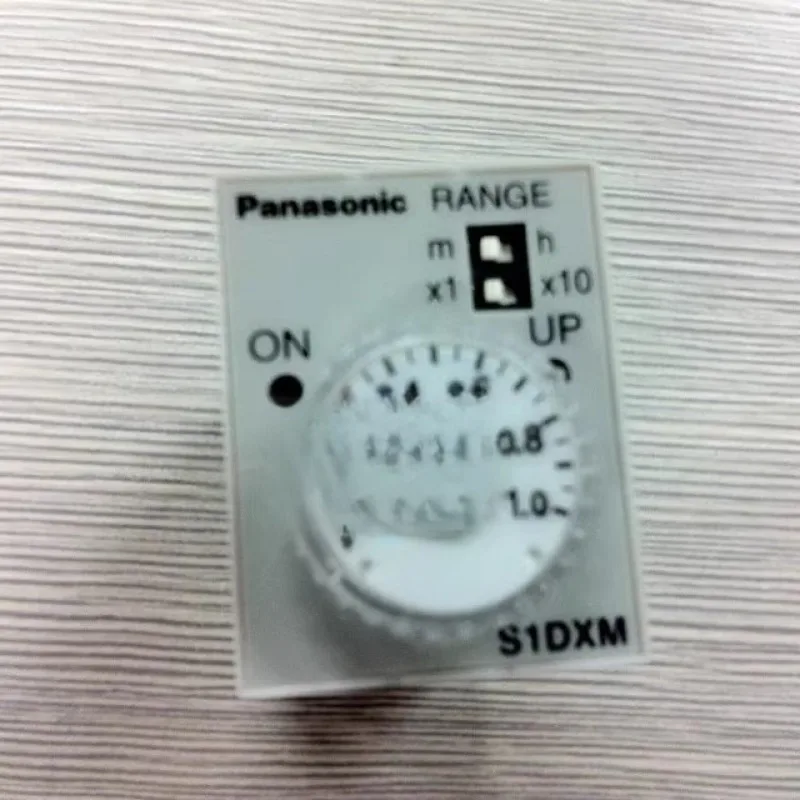 Panasonic RANGE
m h
x1 x10
ON UP
0.8
1.0
S1DXM